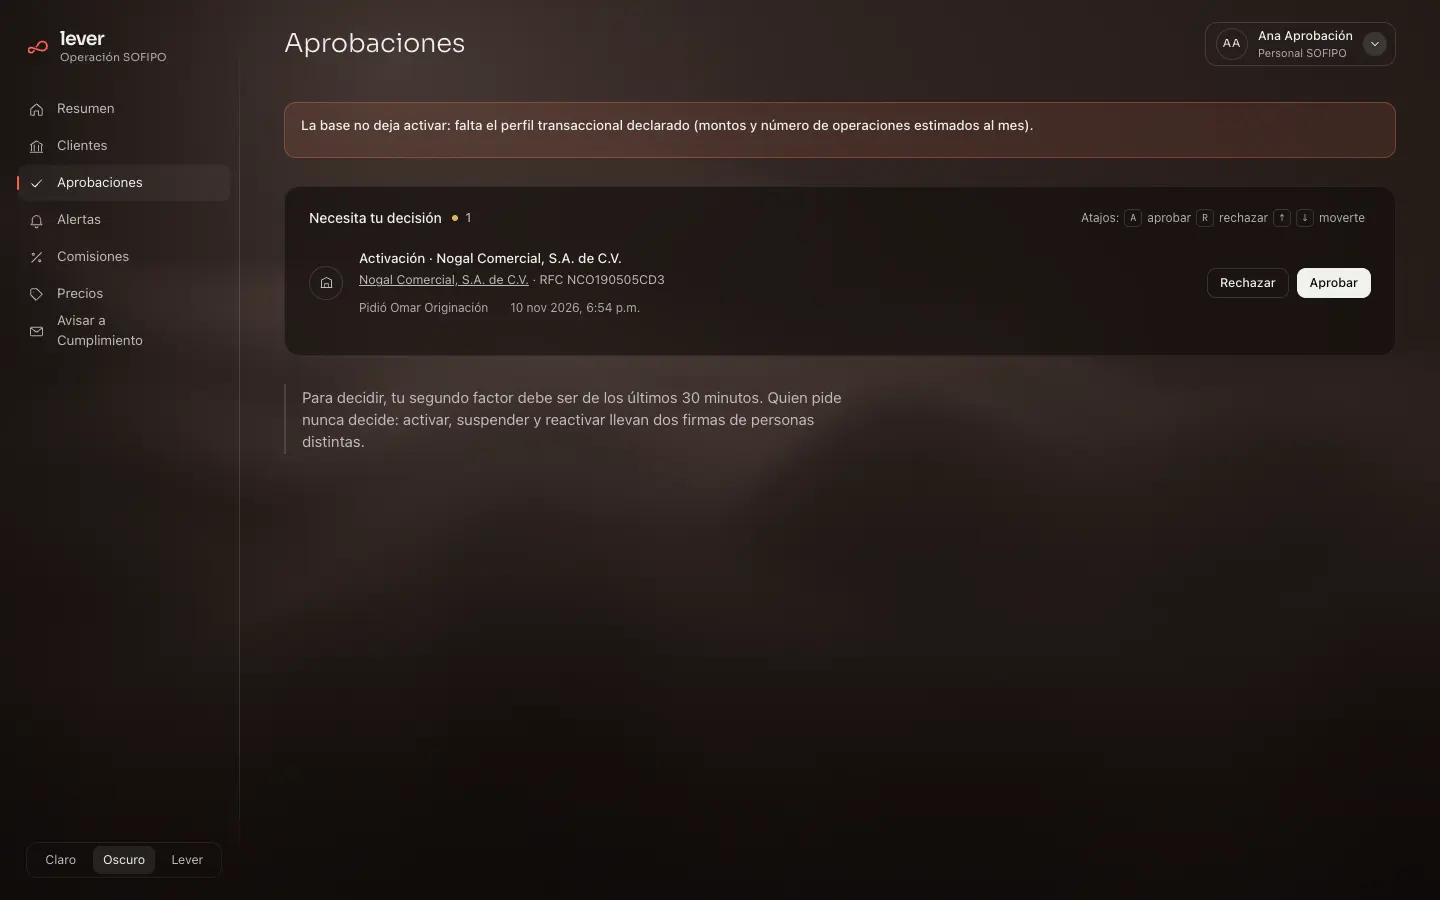 lever
Operación SOFIPO
Resumen
Clientes
Aprobaciones
Alertas
Comisiones
Precios
Avisar a
Cumplimiento
Claro
Oscuro
Lever
Aprobaciones
AA
Ana Aprobación
Personal SOFIPO
La base no deja activar: falta el perfil transaccional declarado (montos y número de operaciones estimados al mes).
Necesita tu decisión 1
Atajos: A aprobar R rechazar ↑ ↓ moverte
Activación · Nogal Comercial, S.A. de C.V.
Nogal Comercial, S.A. de C.V. · RFC NCO190505CD3
Pidió Omar Originación 10 nov 2026, 6:54 p.m.
Rechazar
Aprobar
Para decidir, tu segundo factor debe ser de los últimos 30 minutos. Quien pide
nunca decide: activar, suspender y reactivar llevan dos firmas de personas
distintas.